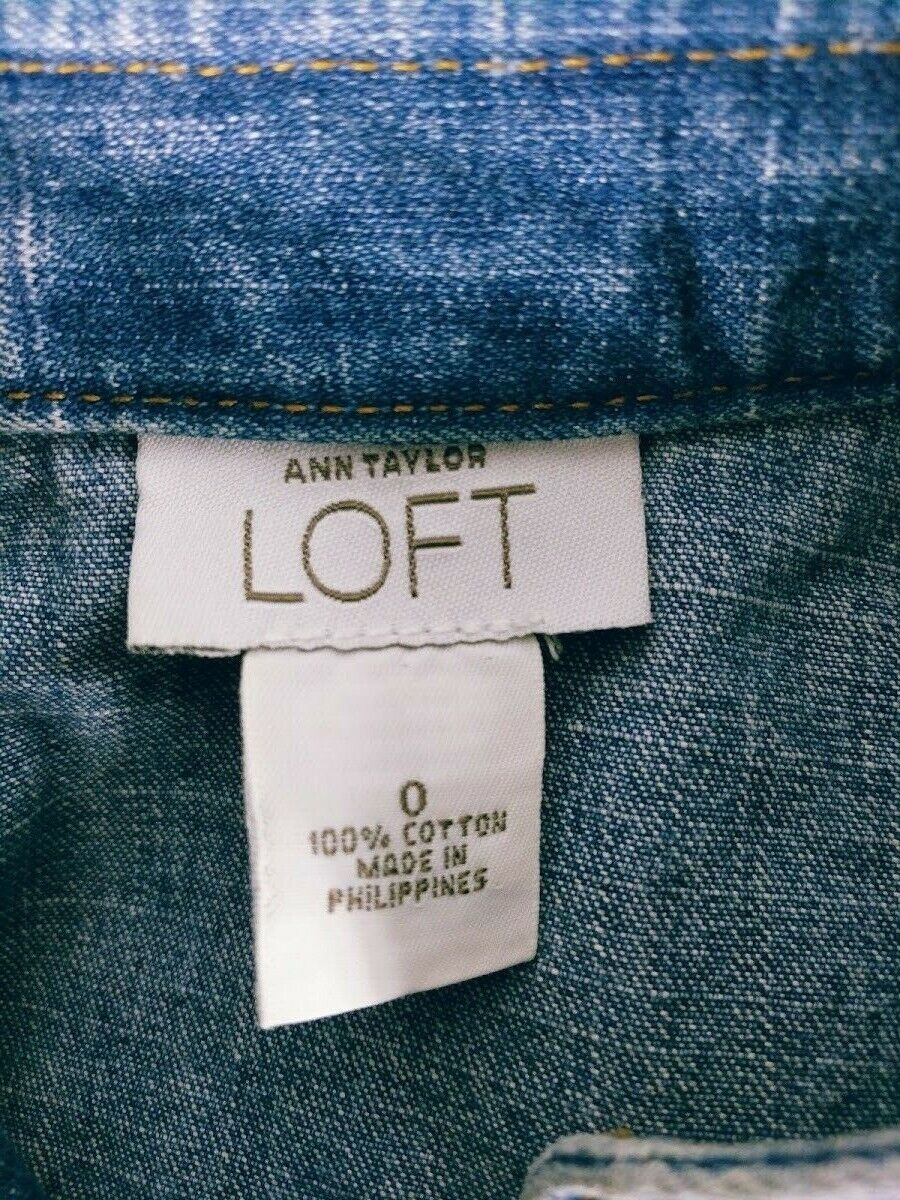 ANN TAYLOR
LOFT
0
100% COTTON
MADE IN
PHILIPPINES